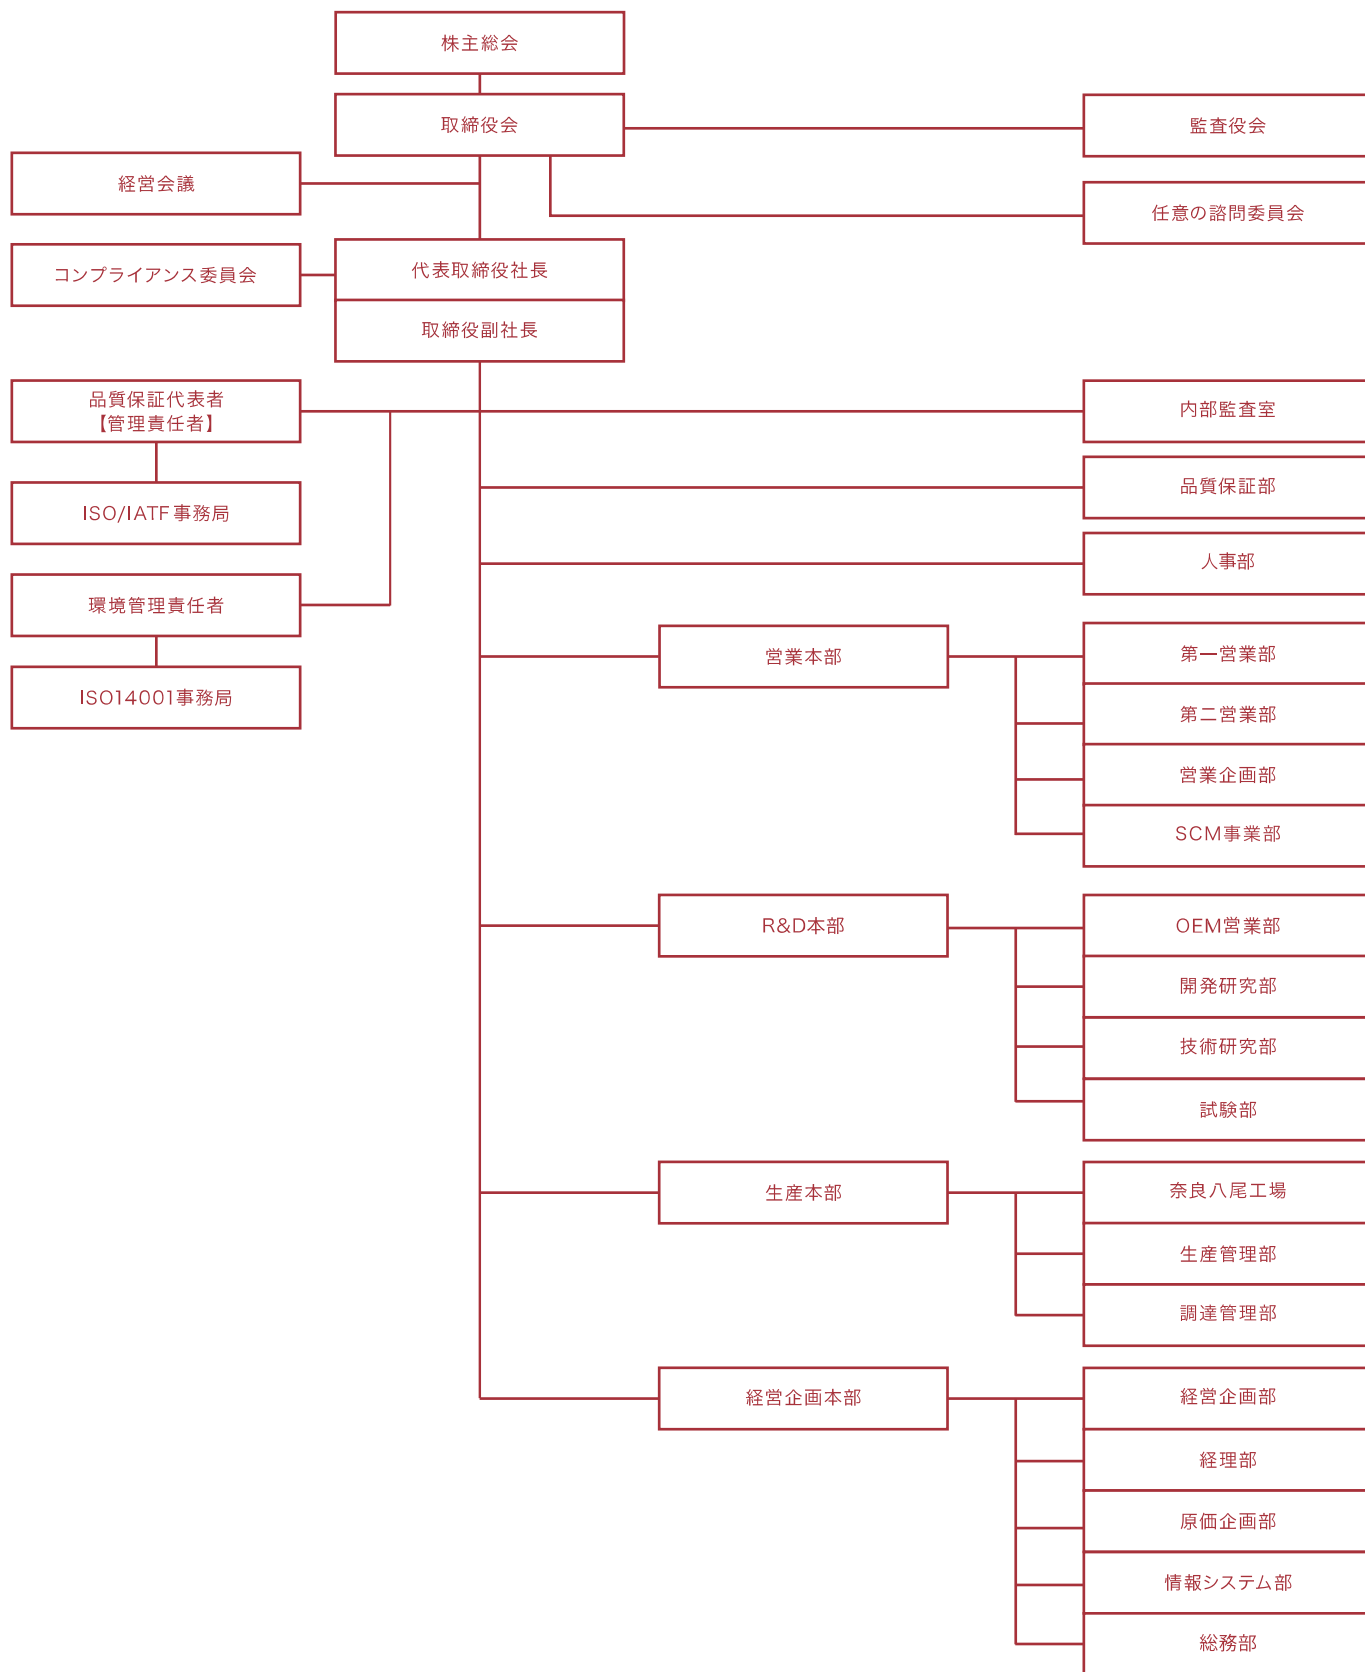 株主総会
取締役会
監査役会
経営会議
任意の諮問委員会
コンプライアンス委員会
代表取締役社長
取締役副社長
品質保証代表者
【管理責任者】
内部監査室
品質保証部
ISO/IATF事務局
人事部
環境管理責任者
営業本部
第一営業部
ISO14001事務局
第二営業部
営業企画部
SCM事業部
R&D本部
OEM営業部
開発研究部
技術研究部
試験部
生産本部
奈良八尾工場
生産管理部
調達管理部
経営企画本部
経営企画部
経理部
原価企画部
情報システム部
総務部